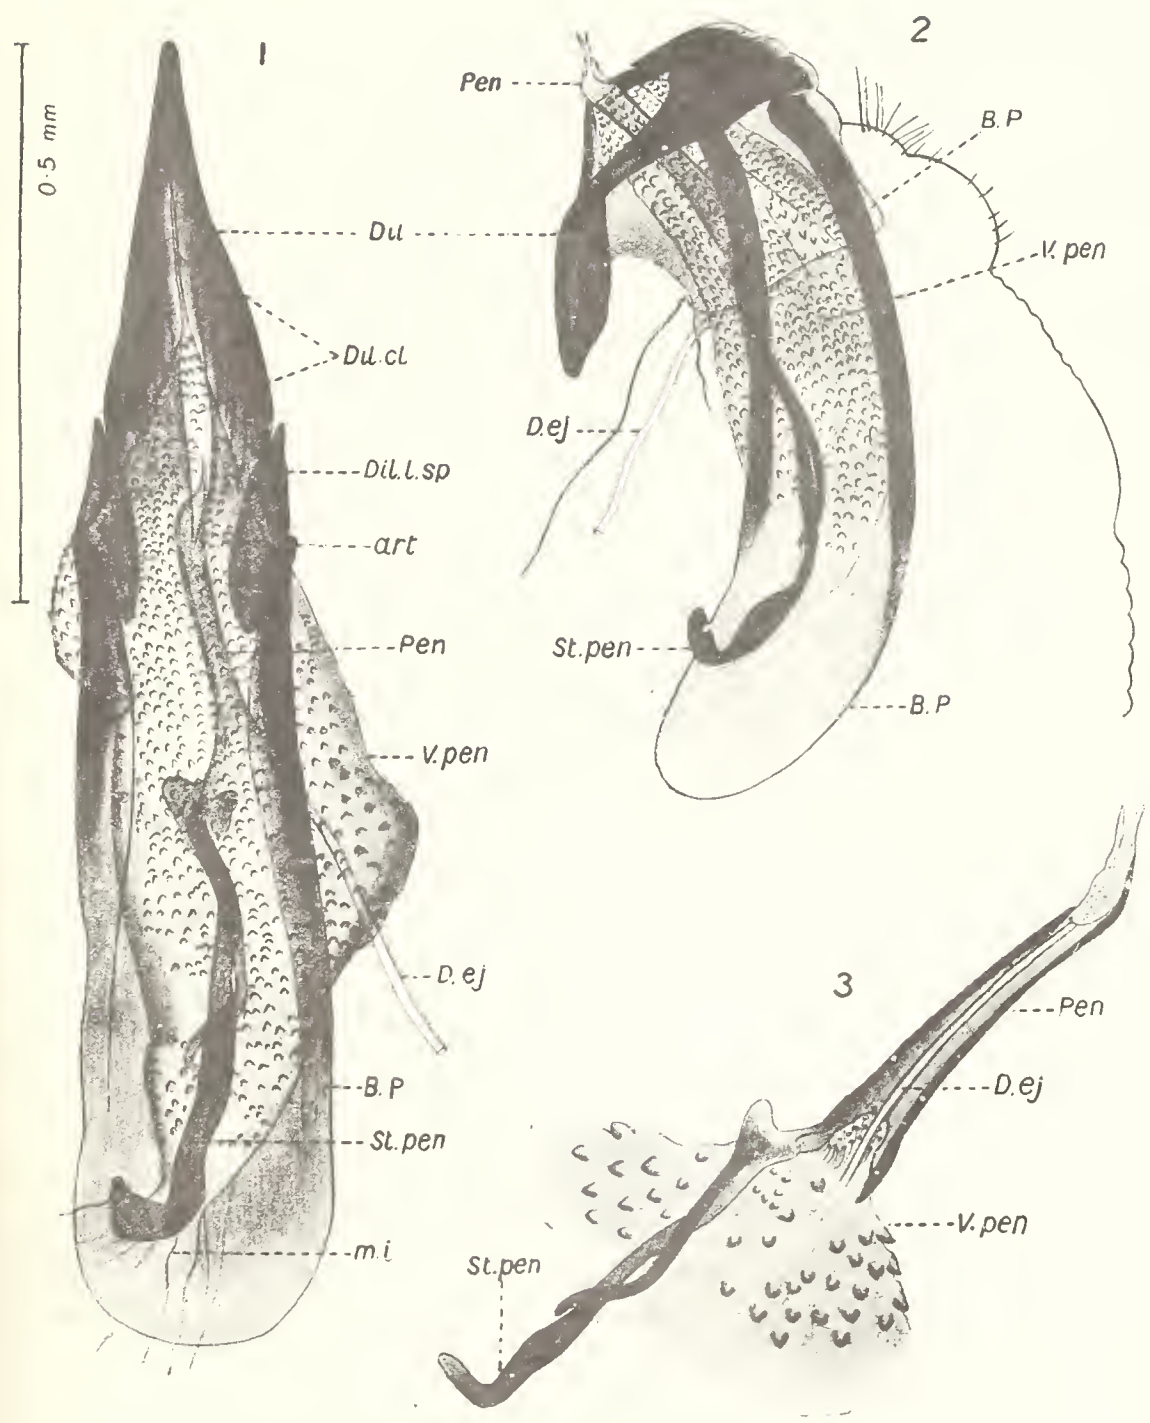 1
2
0·5 mm
Pen
B.P
Dil
V.pen
Dil.cl
D.ej
Dil.l.sp
art
St.pen
Pen
B.P
V.pen
D.ej
3
Pen
D.ej
B.P
St.pen
V.pen
m.i
St.pen